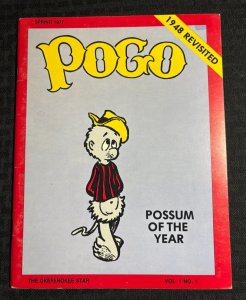 SPRING 1977
1948 REVISITED
POGO
POSSUM
OF THE
YEAR
THE OKEFENOKEE STAR
VOL. 1 NO. 1